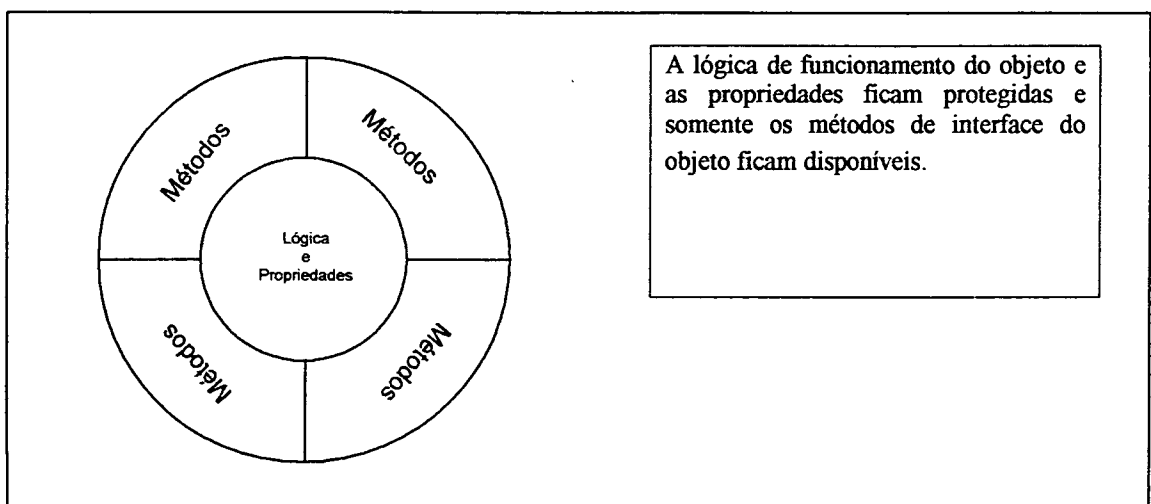 Métodos
Métodos
Lógica
e
Propriedades
Métodos
Métodos
A lógica de funcionamento do objeto e
as propriedades ficam protegidas e
somente os métodos de interface do
objeto ficam disponíveis.